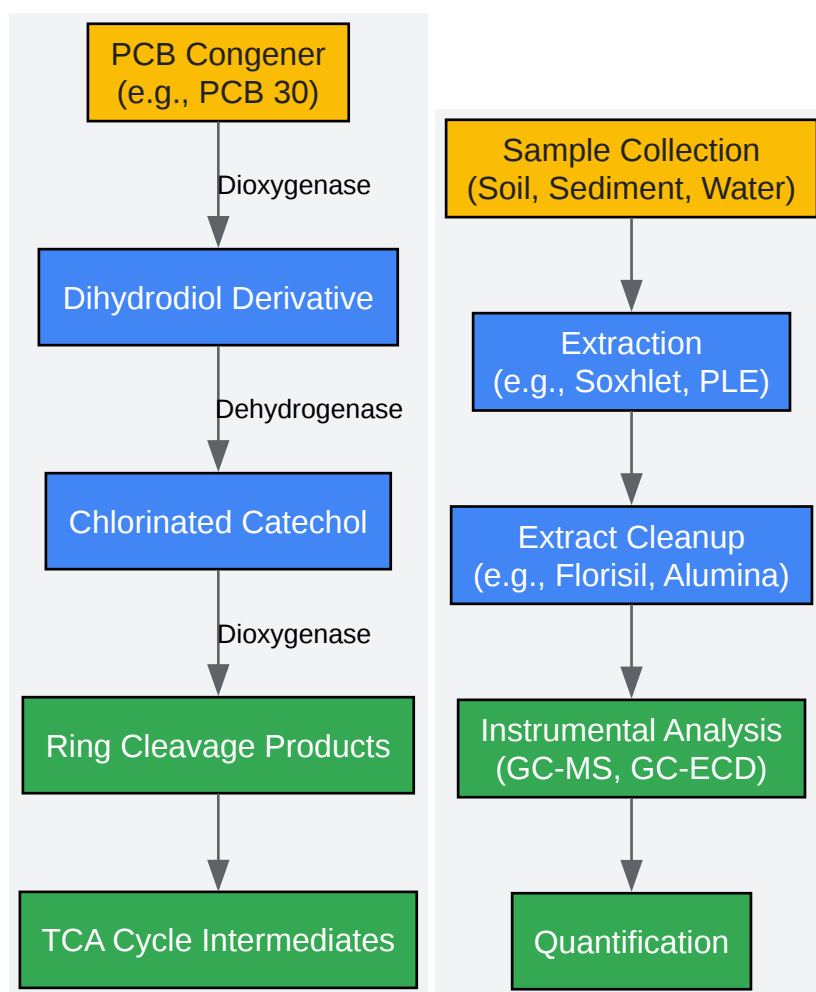 PCB Congener
(e.g., PCB 30)
Dioxygenase
Dihydrodiol Derivative
Dehydrogenase
Chlorinated Catechol
Dioxygenase
Ring Cleavage Products
TCA Cycle Intermediates
Sample Collection
(Soil, Sediment, Water)
Extraction
(e.g., Soxhlet, PLE)
Extract Cleanup
(e.g., Florisil, Alumina)
Instrumental Analysis
(GC-MS, GC-ECD)
Quantification